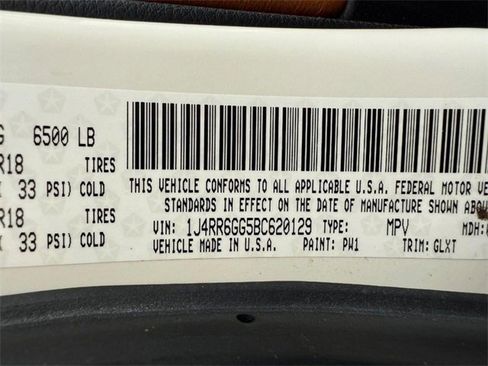 G 6500 LB
R18 TIRES
( 33 PSI) COLD
R18 TIRES
( 33 PSI) COLD
THIS VEHICLE CONFORMS TO ALL APPLICABLE U.S.A. FEDERAL MOTOR VE
STANDARDS IN EFFECT ON THE DATE OF MANUFACTURE SHOWN ABOVE
VIN: 1J4RR6GG5BC620129 TYPE: MPV MDH:
VEHICLE MADE IN U.S.A. PAINT: PW1 TRIM: GLXT